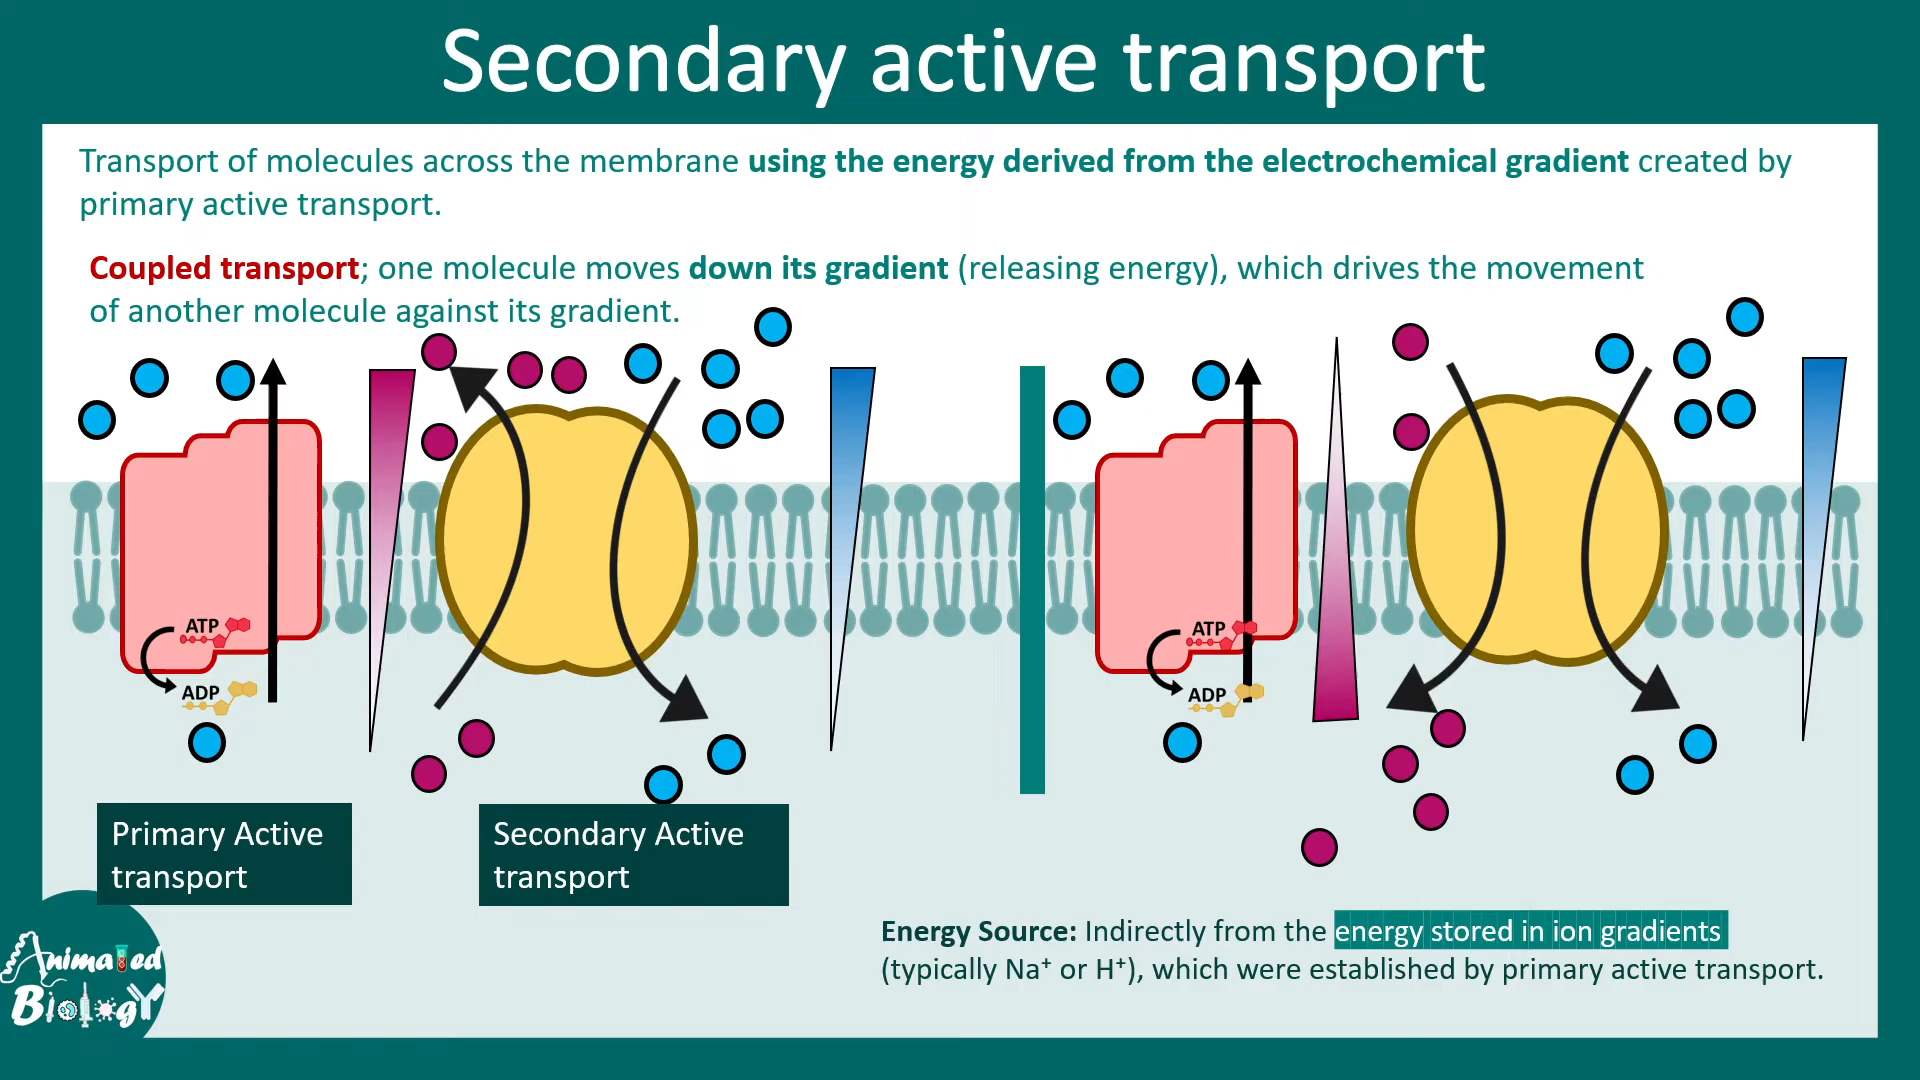 Secondary active transport
Transport of molecules across the membrane using the energy derived from the electrochemical gradient created by
primary active transport.
Coupled transport; one molecule moves down its gradient (releasing energy), which drives the movement
of another molecule against its gradient.
ATP
ADP
ATP
ADP
Primary Active
transport
Secondary Active
transport
Energy Source: Indirectly from the energy stored in ion gradients
(typically Na⁺ or H⁺), which were established by primary active transport.
Animated
Biology